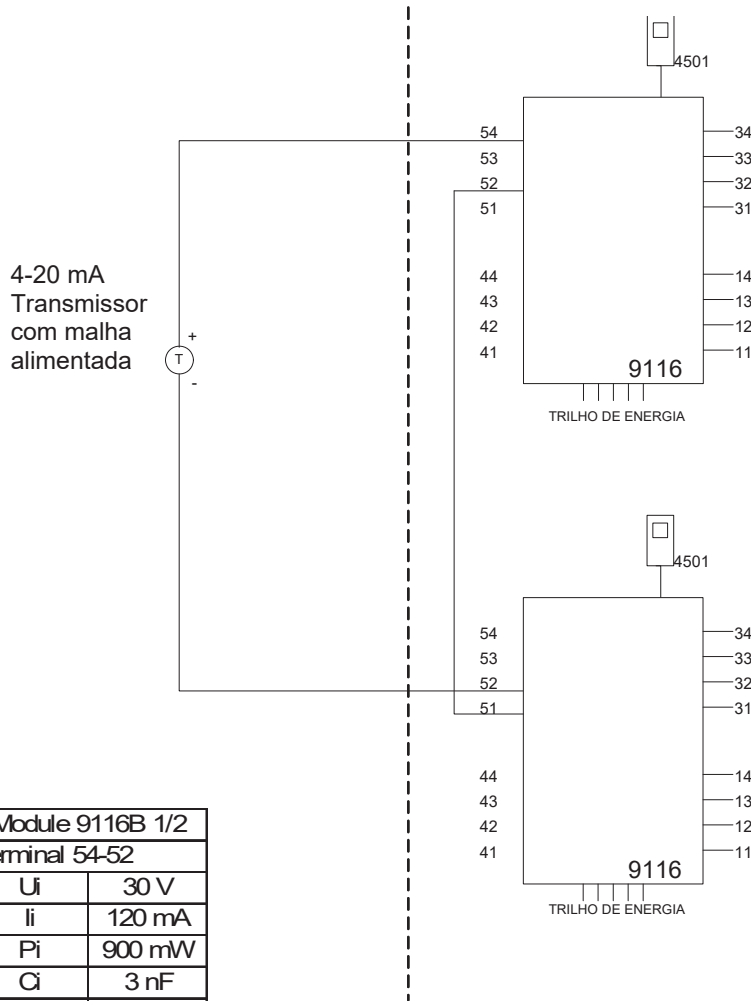 4501
54
53
52
51
44
43
42
41
34
33
32
31
14
13
12
11
9116
TRILHO DE ENERGIA
4-20 mA
Transmissor
com malha
alimentada
+
T
-
4501
54
53
52
51
44
43
42
41
34
33
32
31
14
13
12
11
9116
TRILHO DE ENERGIA
Module 9116B 1/2
erminal 54-52
Ui 30 V
Ii 120 mA
Pi 900 mW
Ci 3 nF